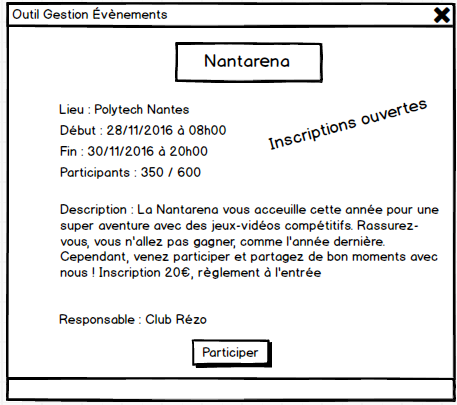 Outil Gestion Évènements
Nantarena
Lieu : Polytech Nantes
Inscriptions ouvertes
Début : 28/11/2016 à 08h00
Fin : 30/11/2016 à 20h00
Participants : 350 / 600
Description : La Nantarena vous acceuille cette année pour une
super aventure avec des jeux-vidéos compétitifs. Rassurez-
vous, vous n'allez pas gagner, comme l'année dernière.
Cependant, venez participer et partagez de bon moments avec
nous ! Inscription 20€, règlement à l'entrée
Responsable : Club Rézo
Participer